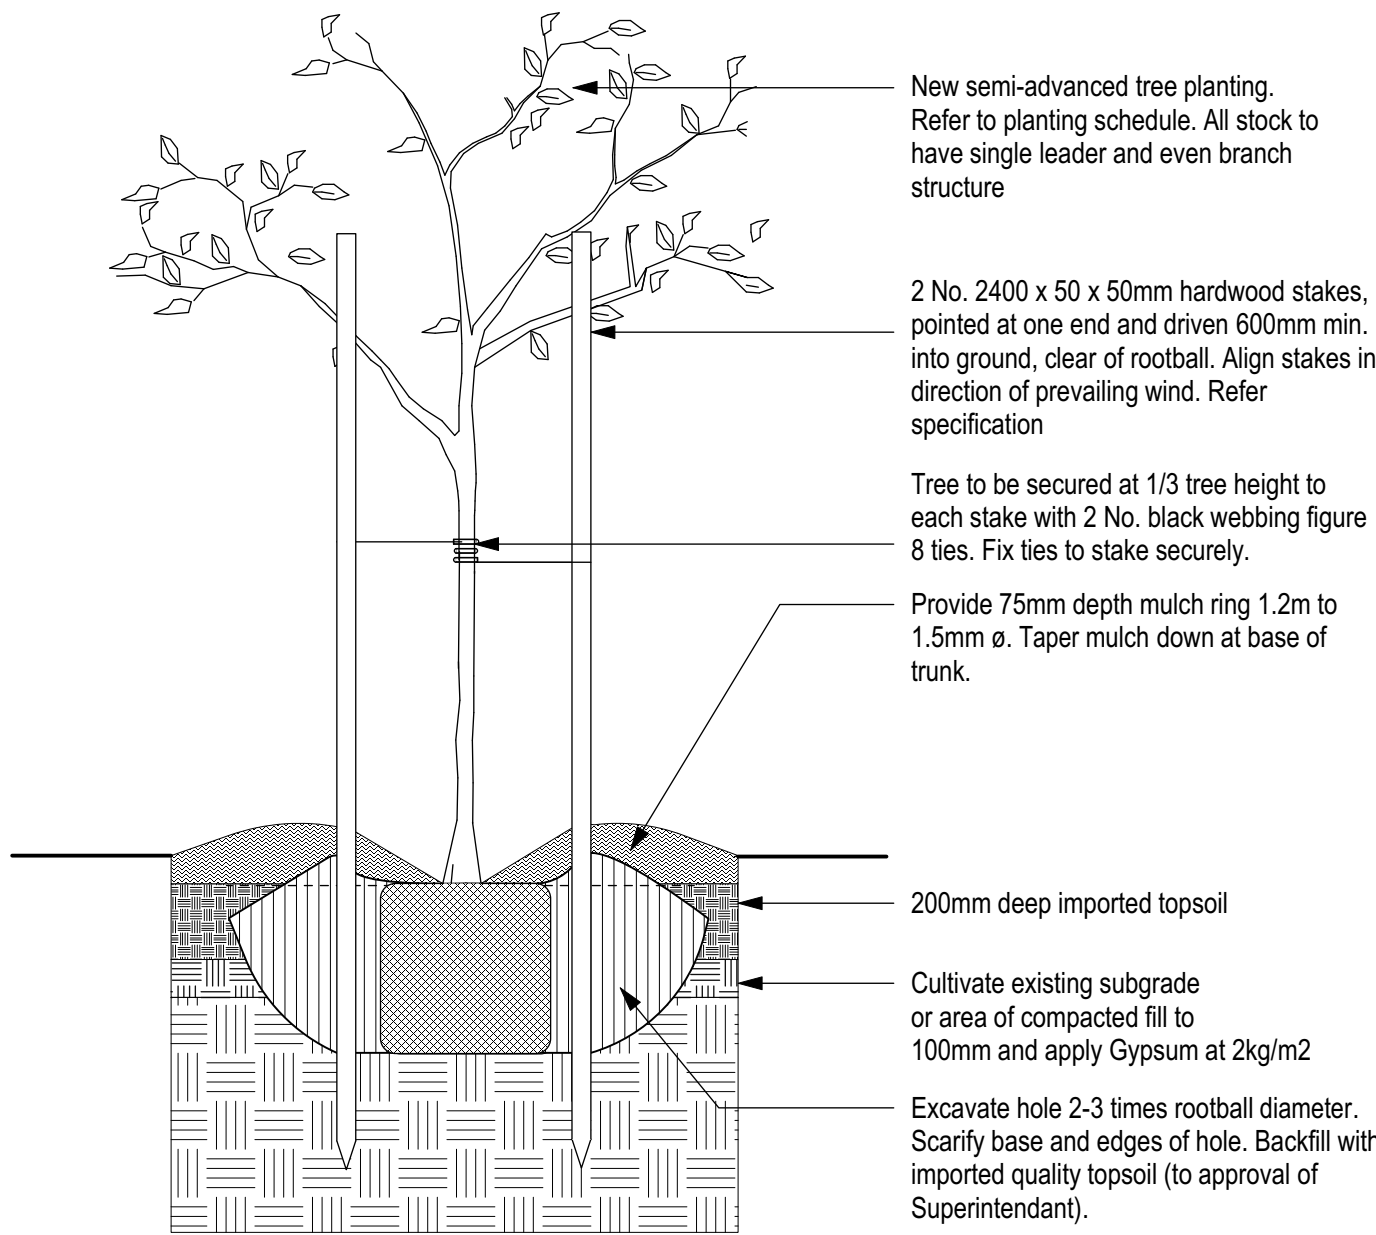 New semi-advanced tree planting.
Refer to planting schedule. All stock to
have single leader and even branch
structure
2 No. 2400 x 50 x 50mm hardwood stakes,
pointed at one end and driven 600mm min.
into ground, clear of rootball. Align stakes in
direction of prevailing wind. Refer
specification
Tree to be secured at 1/3 tree height to
each stake with 2 No. black webbing figure
8 ties. Fix ties to stake securely.
Provide 75mm depth mulch ring 1.2m to
1.5mm ø. Taper mulch down at base of
trunk.
200mm deep imported topsoil
Cultivate existing subgrade
or area of compacted fill to
100mm and apply Gypsum at 2kg/m2
Excavate hole 2-3 times rootball diameter.
Scarify base and edges of hole. Backfill with
imported quality topsoil (to approval of
Superintendant).